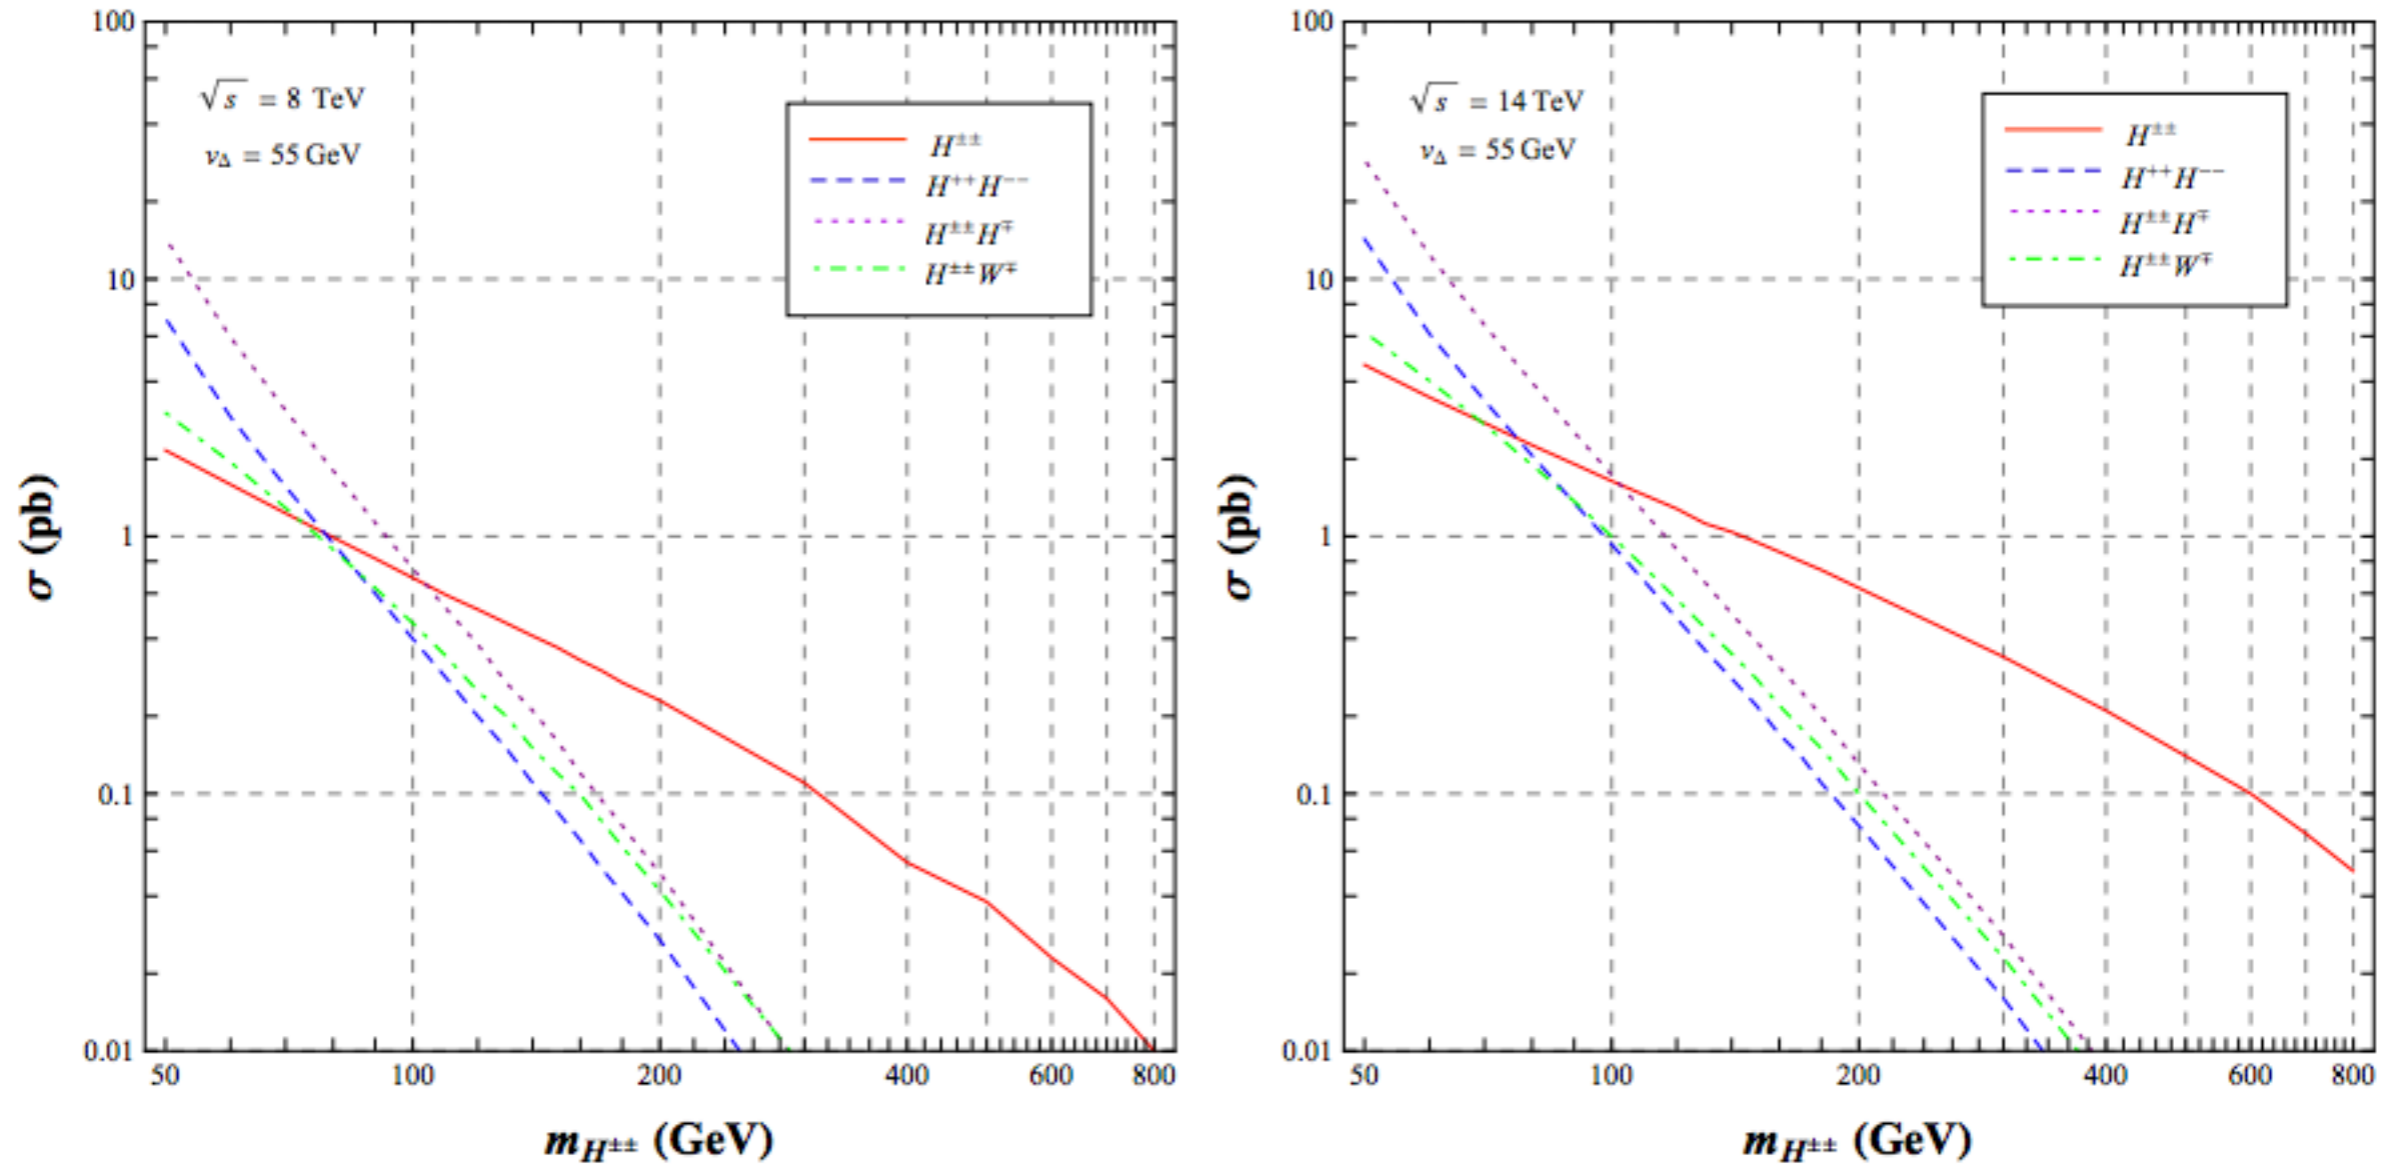 √s = 8 TeV
v_Δ = 55 GeV
H^{±±}
H^{++}H^{−−}
H^{±±}H^{∓}
H^{±±}W^{∓}
100
10
1
0.1
0.01
σ (pb)
50 100 200 400 600 800
m_{H^{±±}} (GeV)
√s = 14 TeV
v_Δ = 55 GeV
H^{±±}
H^{++}H^{−−}
H^{±±}H^{∓}
H^{±±}W^{∓}
100
10
1
0.1
0.01
σ (pb)
50 100 200 400 600 800
m_{H^{±±}} (GeV)